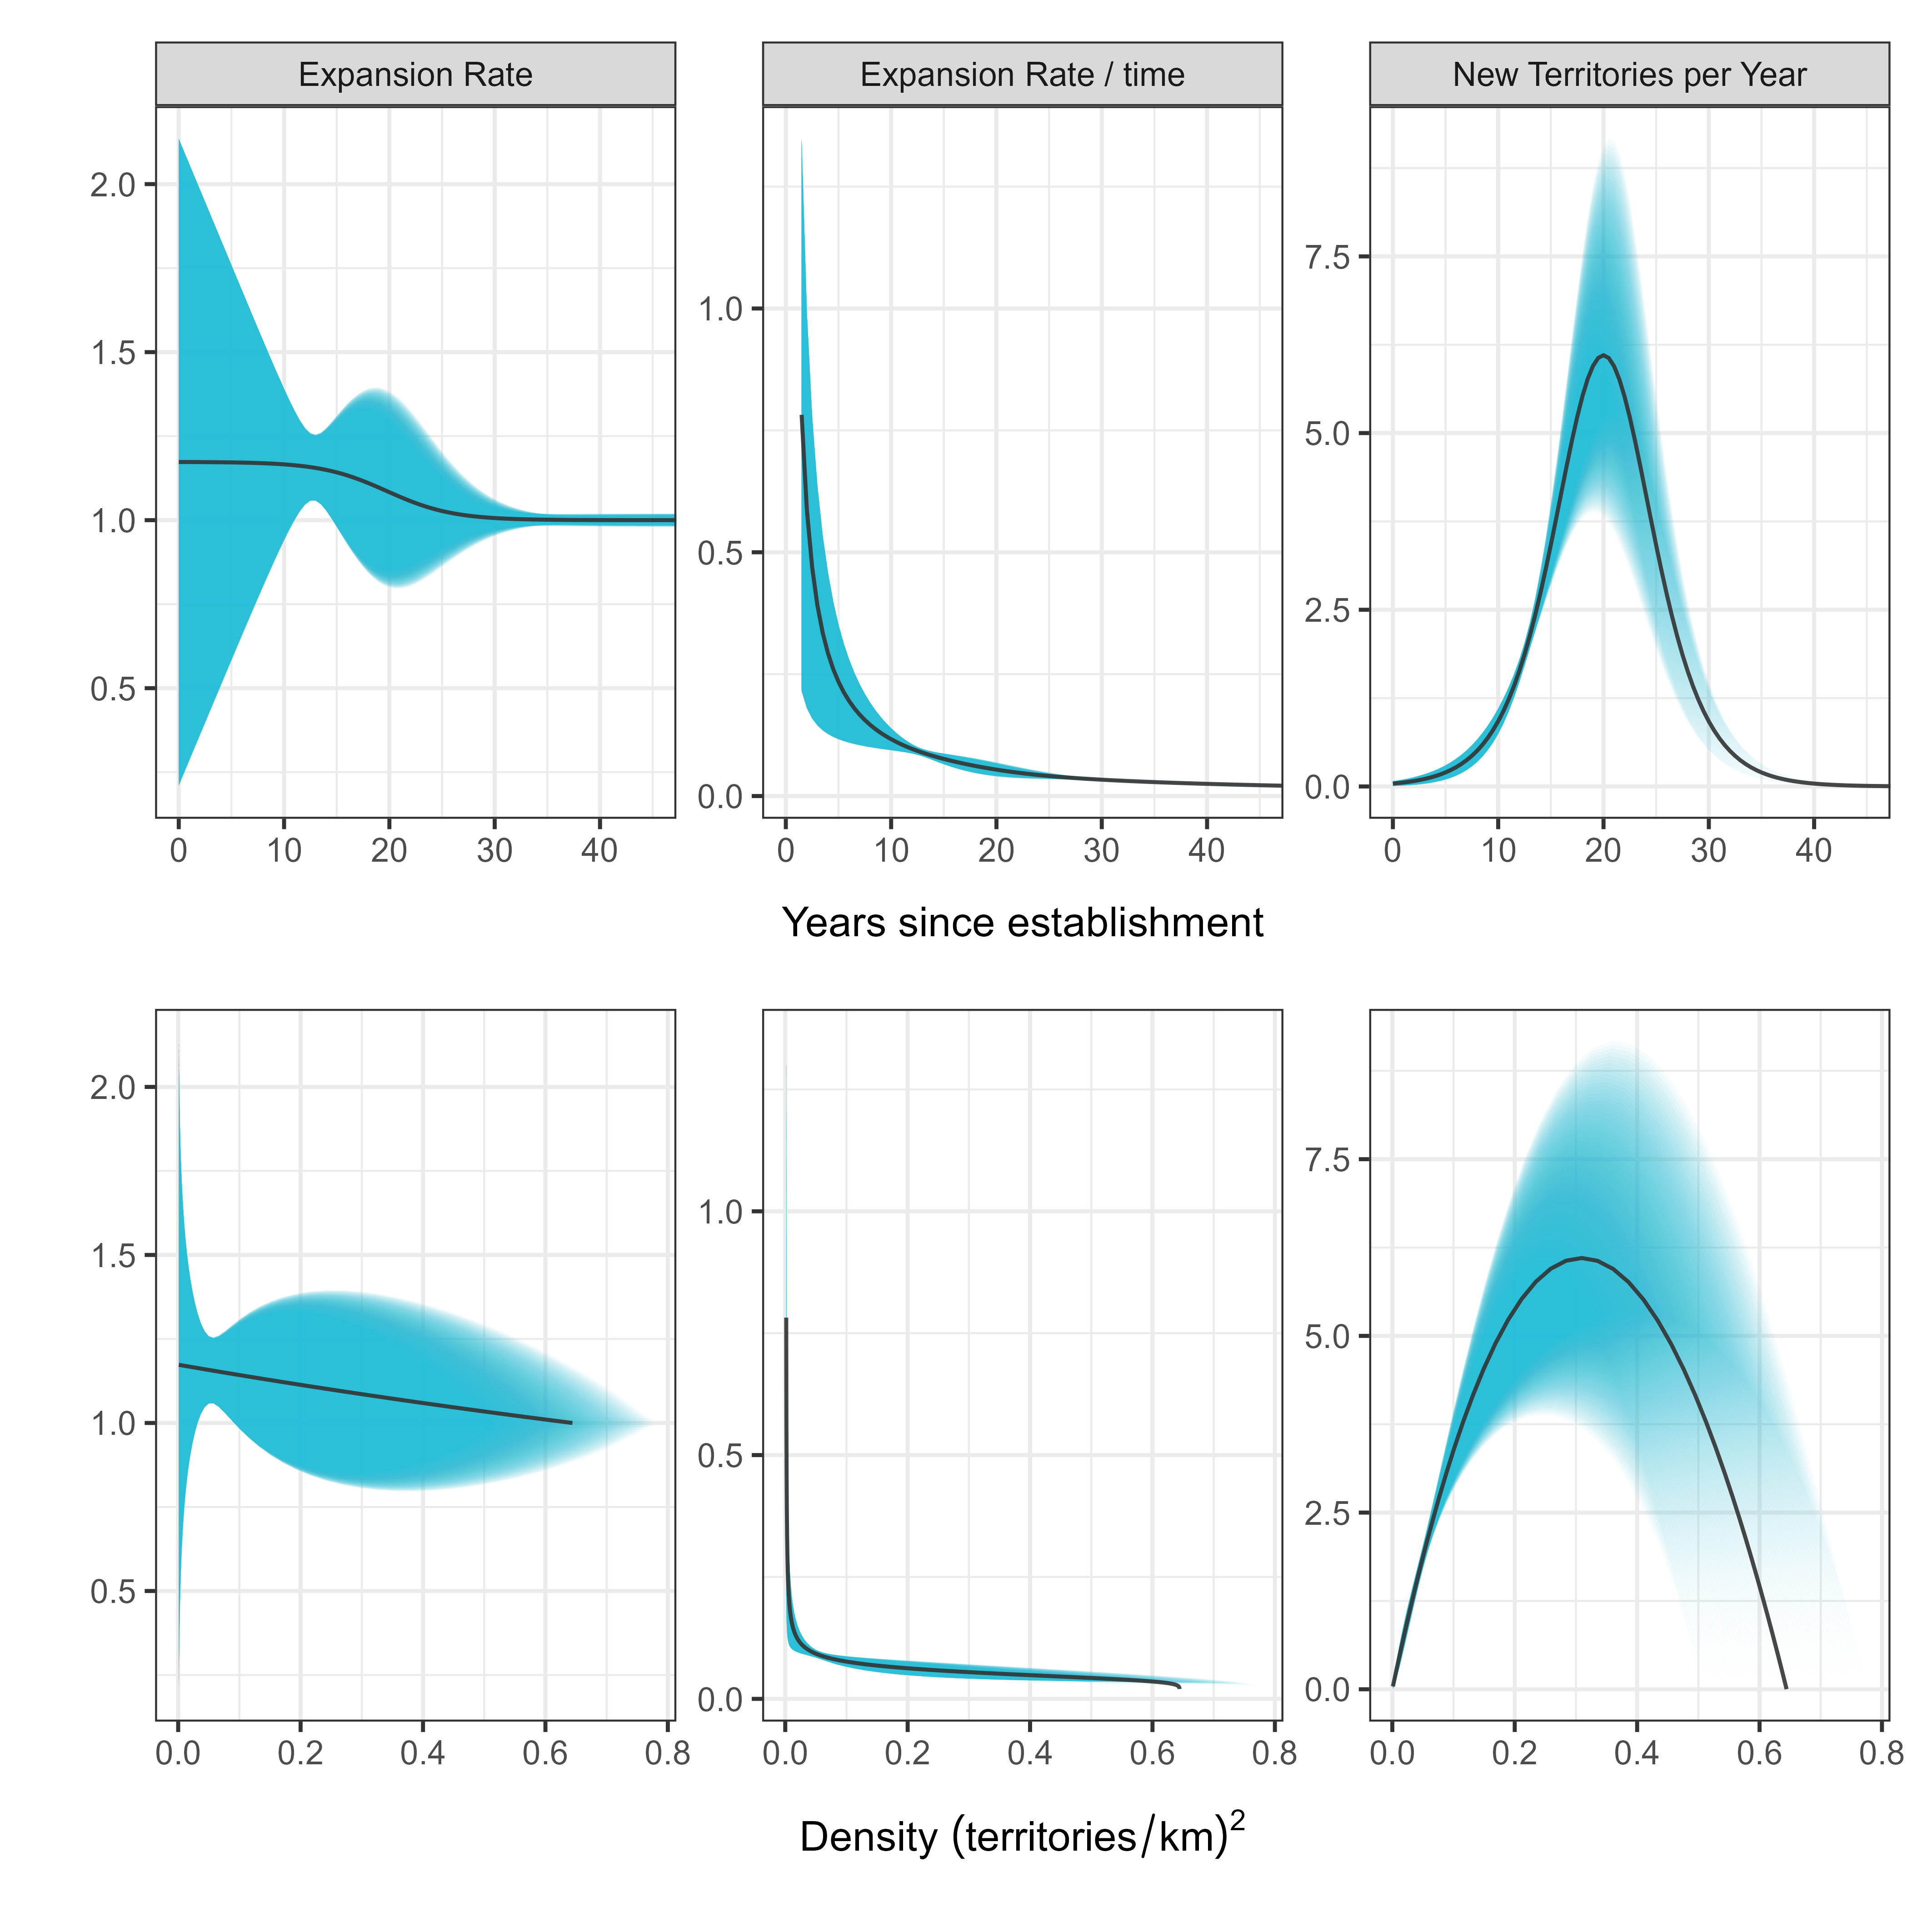 Expansion Rate
Expansion Rate / time
New Territories per Year
2.0
1.5
1.0
0.5
0 10 20 30 40
1.0
0.5
0.0
0 10 20 30 40
7.5
5.0
2.5
0.0
0 10 20 30 40
Years since establishment
2.0
1.5
1.0
0.5
0.0 0.2 0.4 0.6 0.8
1.0
0.5
0.0
0.0 0.2 0.4 0.6 0.8
7.5
5.0
2.5
0.0
0.0 0.2 0.4 0.6 0.8
Density (territories/km)²